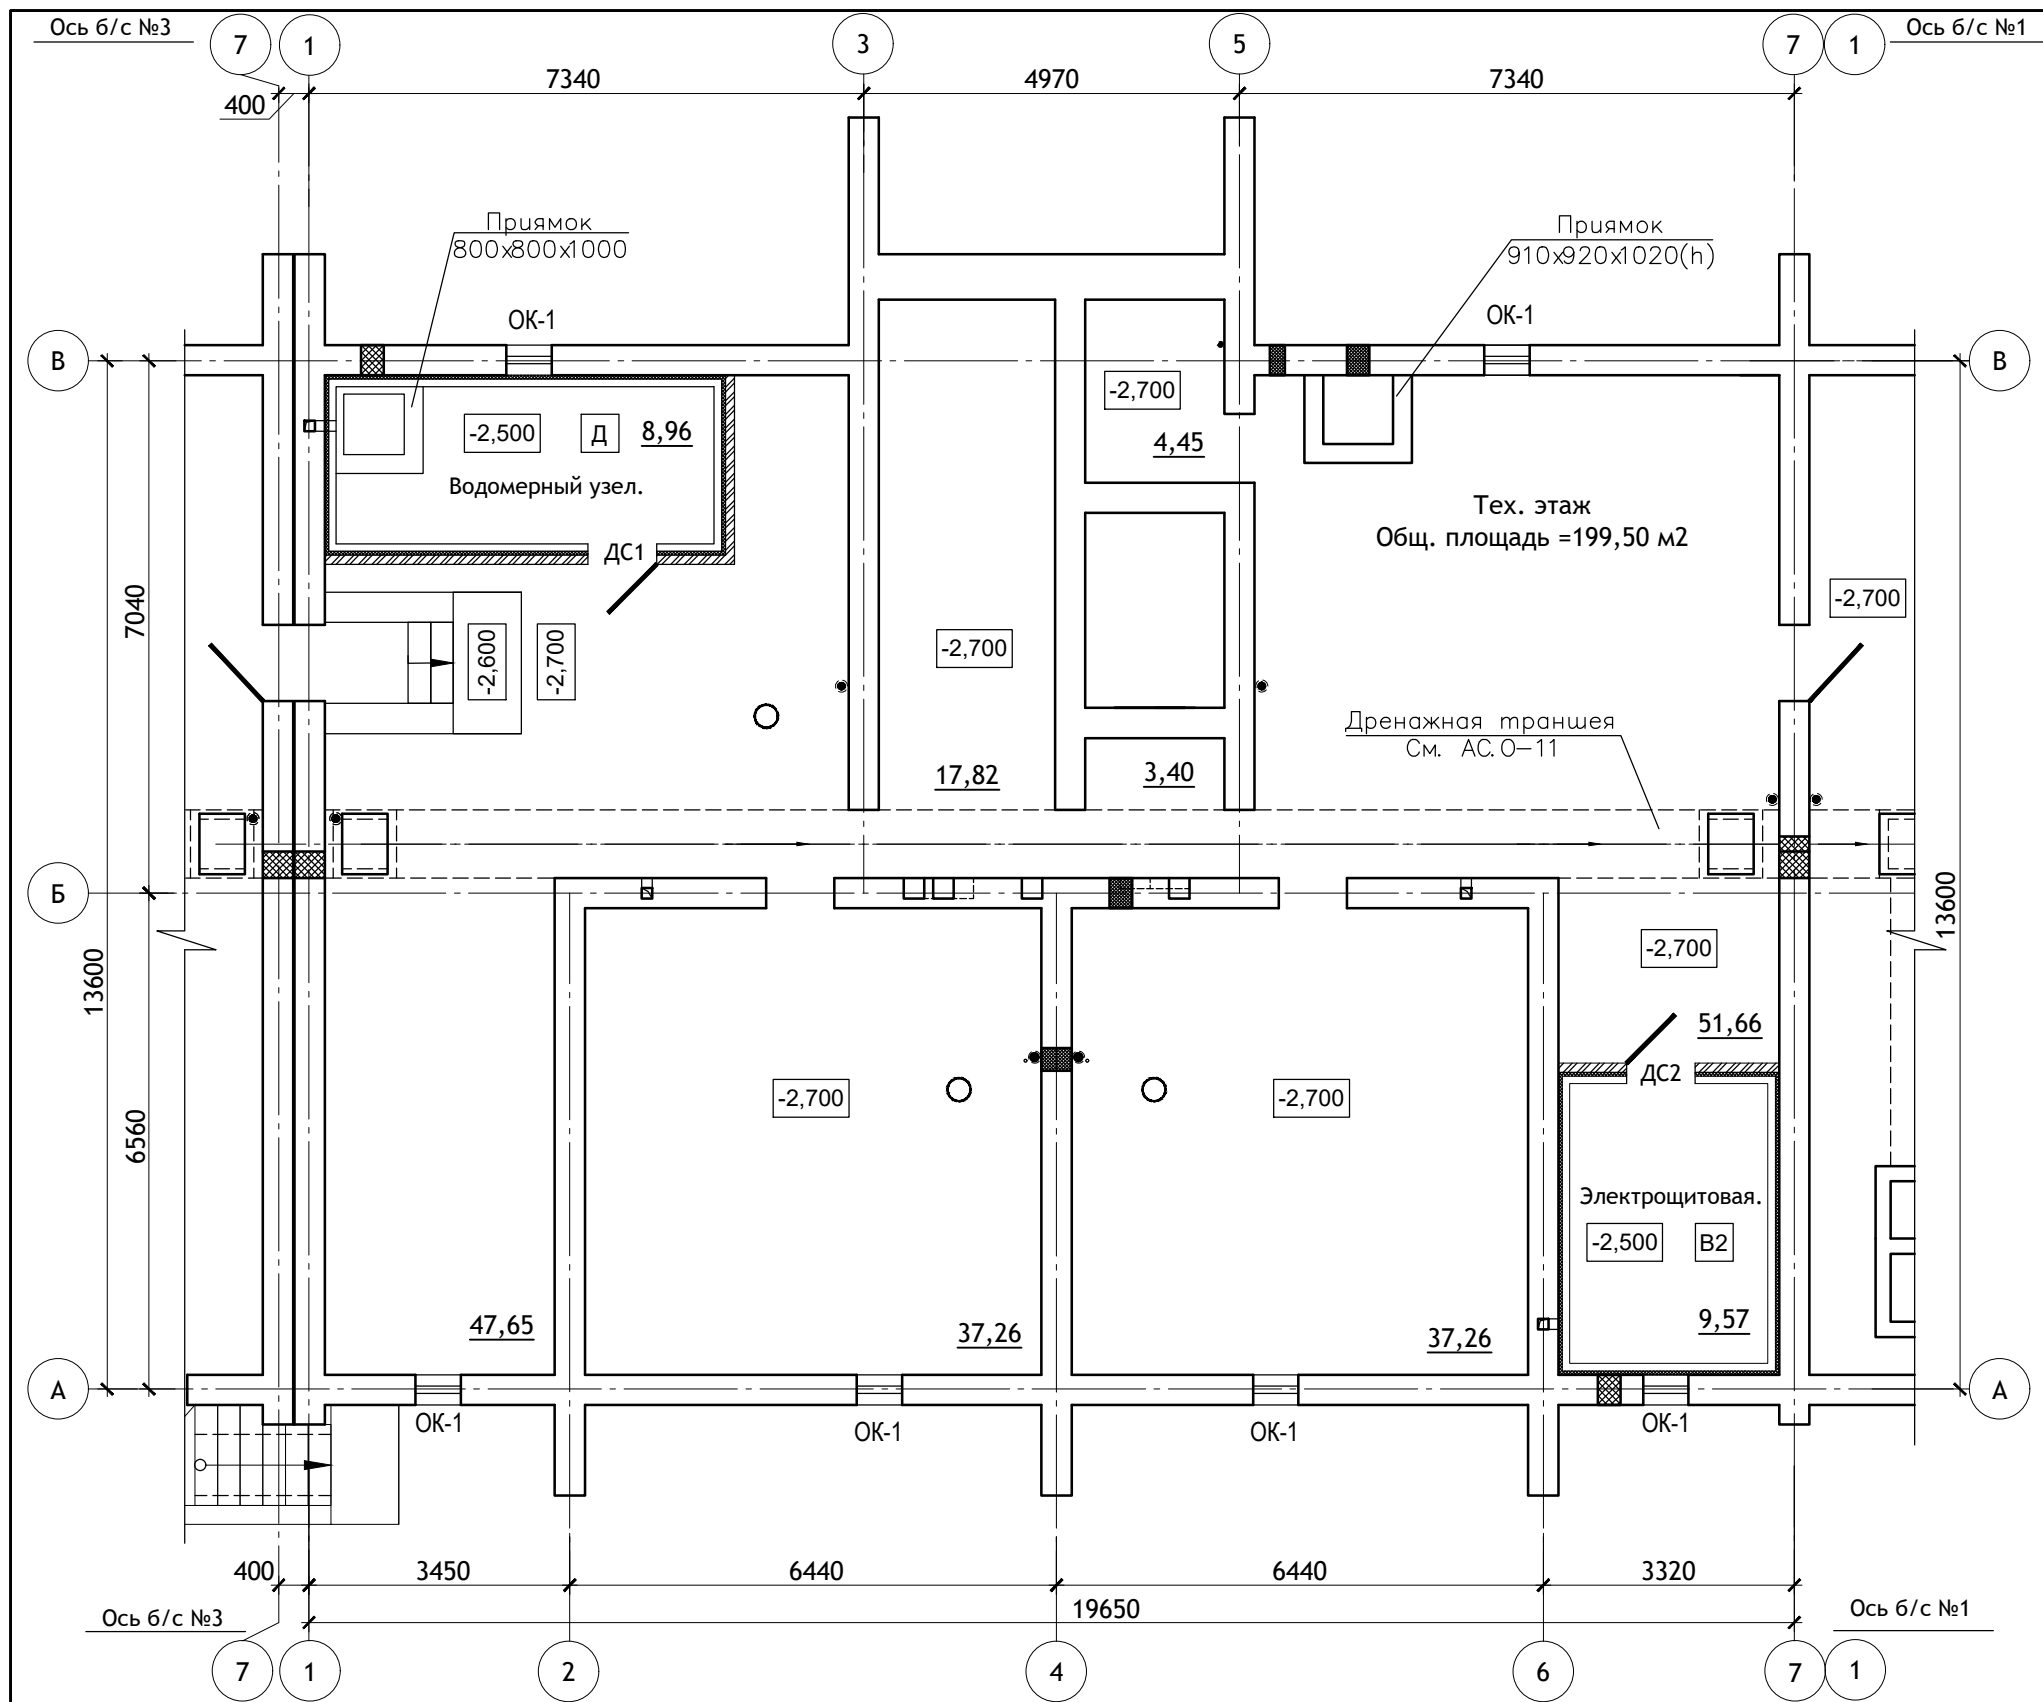 Ось б/с №3
7
1
3
5
7
1
Ось б/с №1
7340
4970
7340
400
Приямок
800x800x1000
Приямок
910x920x1020(h)
ОК-1
ОК-1
В
В
-2,700
-2,500
Д
8,96
4,45
Водомерный узел.
Тех. этаж
Общ. площадь =199,50 м2
ДС1
7040
-2,600
-2,700
-2,700
-2,700
Дренажная траншея
См. АС.О-11
17,82
3,40
Б
Б
13600
13600
-2,700
51,66
ДС2
-2,700
-2,700
6560
Электрощитовая.
-2,500
В2
47,65
37,26
37,26
9,57
А
А
ОК-1
ОК-1
ОК-1
ОК-1
400
3450
6440
6440
3320
19650
Ось б/с №3
Ось б/с №1
7
1
2
4
6
7
1